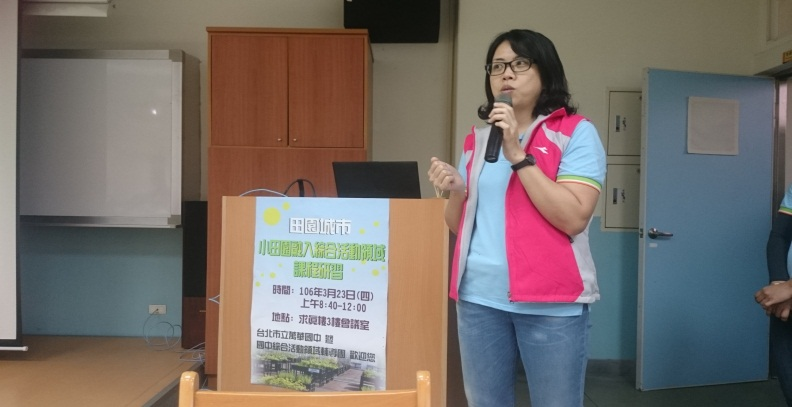 田園城市
小田園融入綜合活動領域
課程研習
時間：106年3月23日(四)
上午8:40-12:00
地點：求真樓3樓會議室
台北市立萬華國中 暨
國中綜合活動領域輔導團 歡迎您